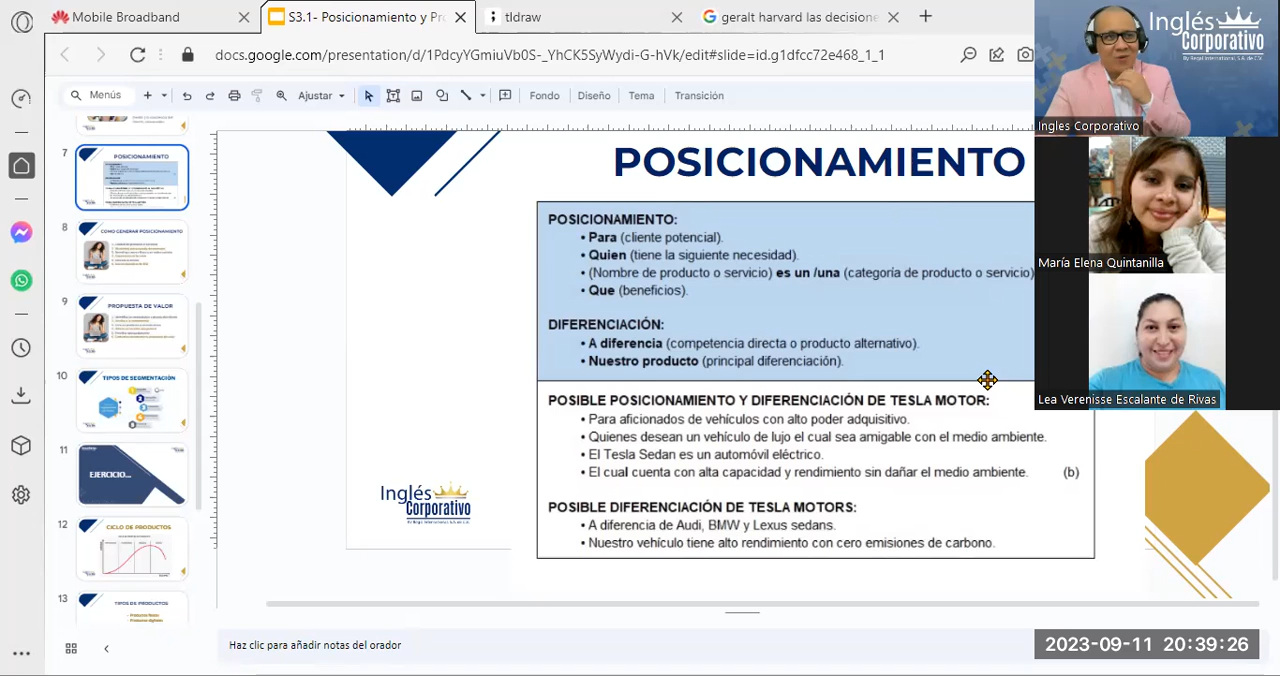 Mobile Broadband
S3.1- Posicionamiento y Pr
tldraw
geralt harvard las decisione
docs.google.com/presentation/d/1PdcyYGmiuVb0S-_YhCK5SyWydi-G-hVk/edit#slide=id.g1dfcc72e468_1_1
Menús
Ajustar
Fondo
Diseño
Tema
Transición
Inglés
Corporativo
By Regal International, S.A. de C.V.
Ingles Corporativo
María Elena Quintanilla
Lea Verenisse Escalante de Rivas
7
POSICIONAMIENTO
8
COMO GENERAR POSICIONAMIENTO
9
PROPUESTA DE VALOR
10
TIPOS DE SEGMENTACIÓN
11
EJERCICIO...
12
CICLO DE PRODUCTOS
13
TIPOS DE PRODUCTOS
POSICIONAMIENTO
POSICIONAMIENTO:
• Para (cliente potencial).
• Quien (tiene la siguiente necesidad).
• (Nombre de producto o servicio) es un /una (categoría de producto o servicio)
• Que (beneficios).
DIFERENCIACIÓN:
• A diferencia (competencia directa o producto alternativo).
• Nuestro producto (principal diferenciación).
POSIBLE POSICIONAMIENTO Y DIFERENCIACIÓN DE TESLA MOTOR:
• Para aficionados de vehículos con alto poder adquisitivo.
• Quienes desean un vehículo de lujo el cual sea amigable con el medio ambiente.
• El Tesla Sedan es un automóvil eléctrico.
• El cual cuenta con alta capacidad y rendimiento sin dañar el medio ambiente. (b)
POSIBLE DIFERENCIACIÓN DE TESLA MOTORS:
• A diferencia de Audi, BMW y Lexus sedans.
• Nuestro vehículo tiene alto rendimiento con cero emisiones de carbono.
Inglés
Corporativo
Haz clic para añadir notas del orador
2023-09-11 20:39:26